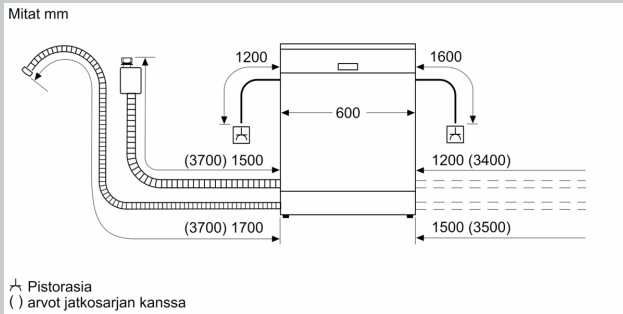 Mitat mm
1200
1600
600
(3700) 1500
1200 (3400)
(3700) 1700
1500 (3500)
Pistorasia
( ) arvot jatkosarjan kanssa